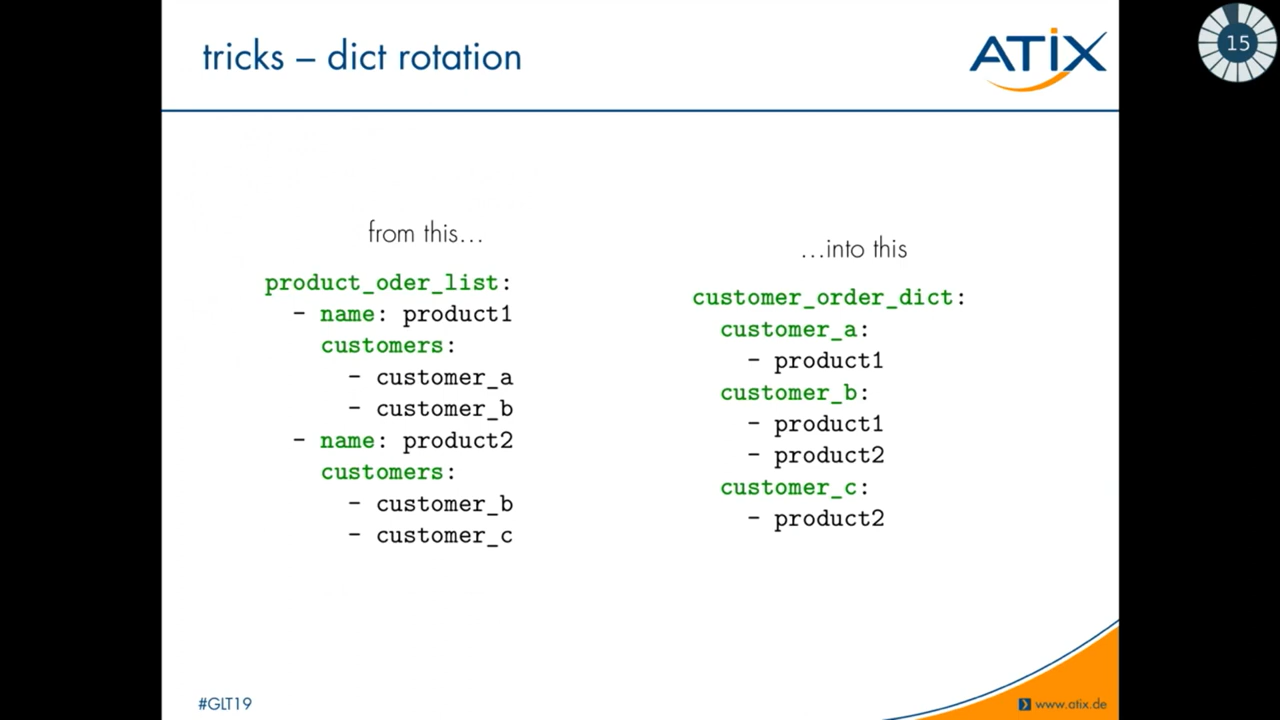 tricks – dict rotation
ATIX
15
from this...
product_oder_list:
- name: product1
customers:
- customer_a
- customer_b
- name: product2
customers:
- customer_b
- customer_c
...into this
customer_order_dict:
customer_a:
- product1
customer_b:
- product1
- product2
customer_c:
- product2
#GLT19
www.atix.de